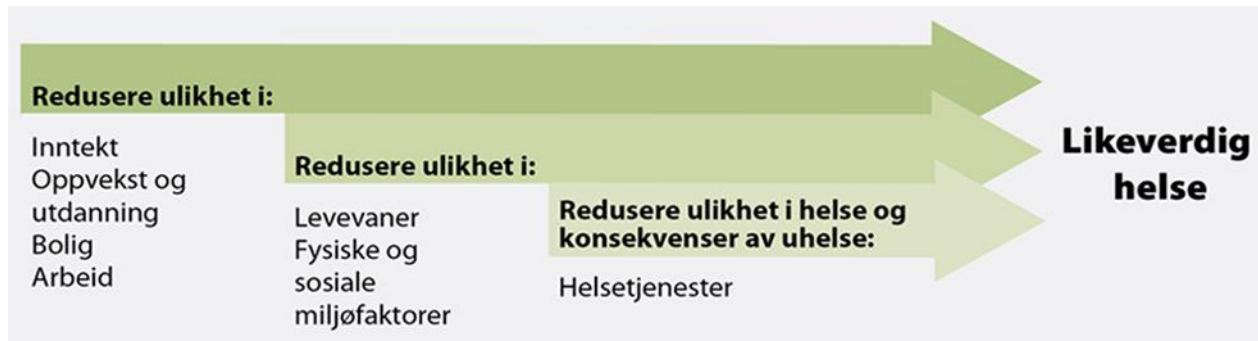 Redusere ulikhet i:
Inntekt
Oppvekst og
utdanning
Bolig
Arbeid
Redusere ulikhet i:
Levevaner
Fysiske og
sosiale
miljøfaktorer
Redusere ulikhet i helse og
konsekvenser av uhelse:
Helsetjenester
Likeverdig
helse